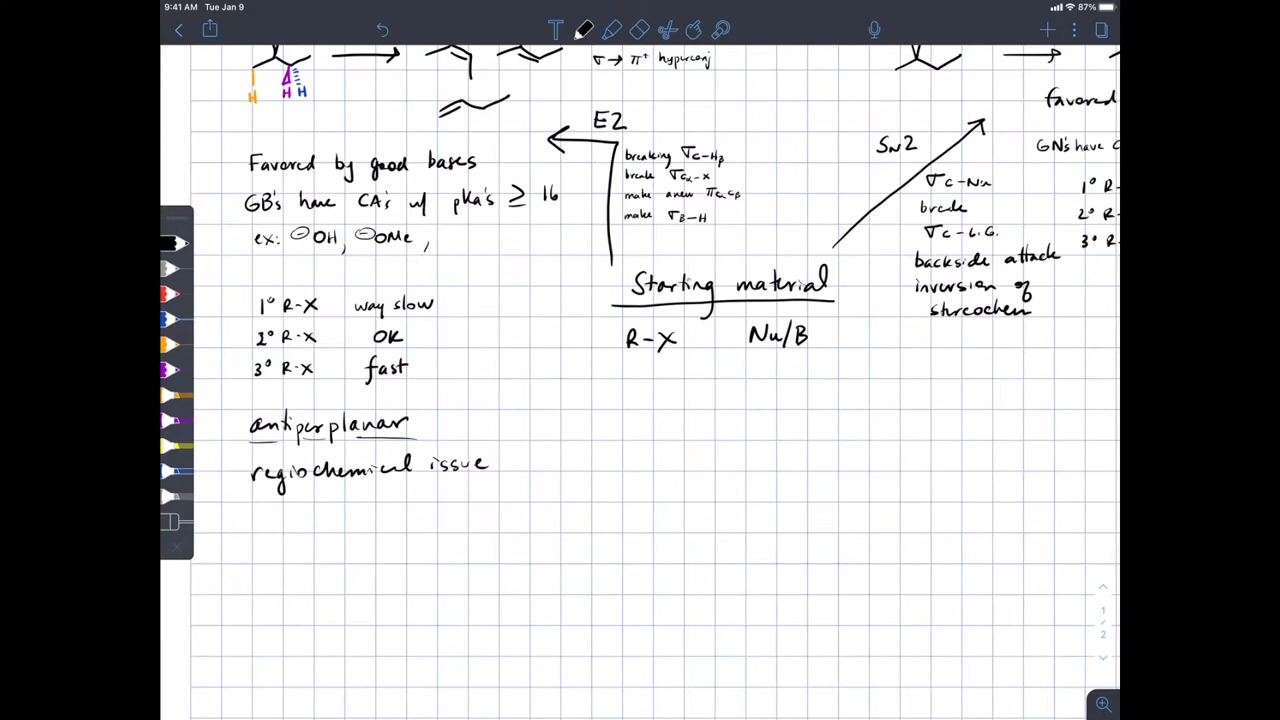 9:41 AM Tue Jan 9
87%
T
σ → π* hyperconj
H
H H
favored
E2
SN2
GN's have
Favored by good bases
GB's have CA's w/ pKa's ≥ 16
ex: ⊖OH, ⊖OMe,
breaking σC-Hβ
break σCα-X
make a new πCα Cβ
make σB-H
σC-Nu
break
σC-L.G.
backside attack
inversion of
1° R-
2° R-
3° R-
Starting material
R-X Nu/B
1° R-X way slow
2° R-X OK
3° R-X fast
antiperplanar
regiochemical issue
1
/
2